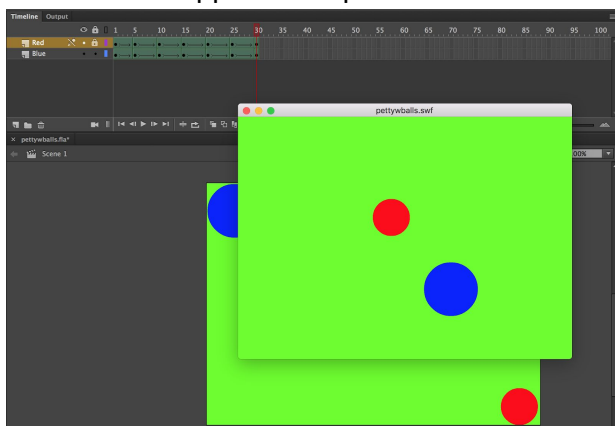 Timeline Output
1 5 10 15 20 25 30 35 40 45 50 55 60 65 70 75 80 85 90 95 100
Red
Blue
pettywballs.swf
× pettywballs.fla*
Scene 1
00%